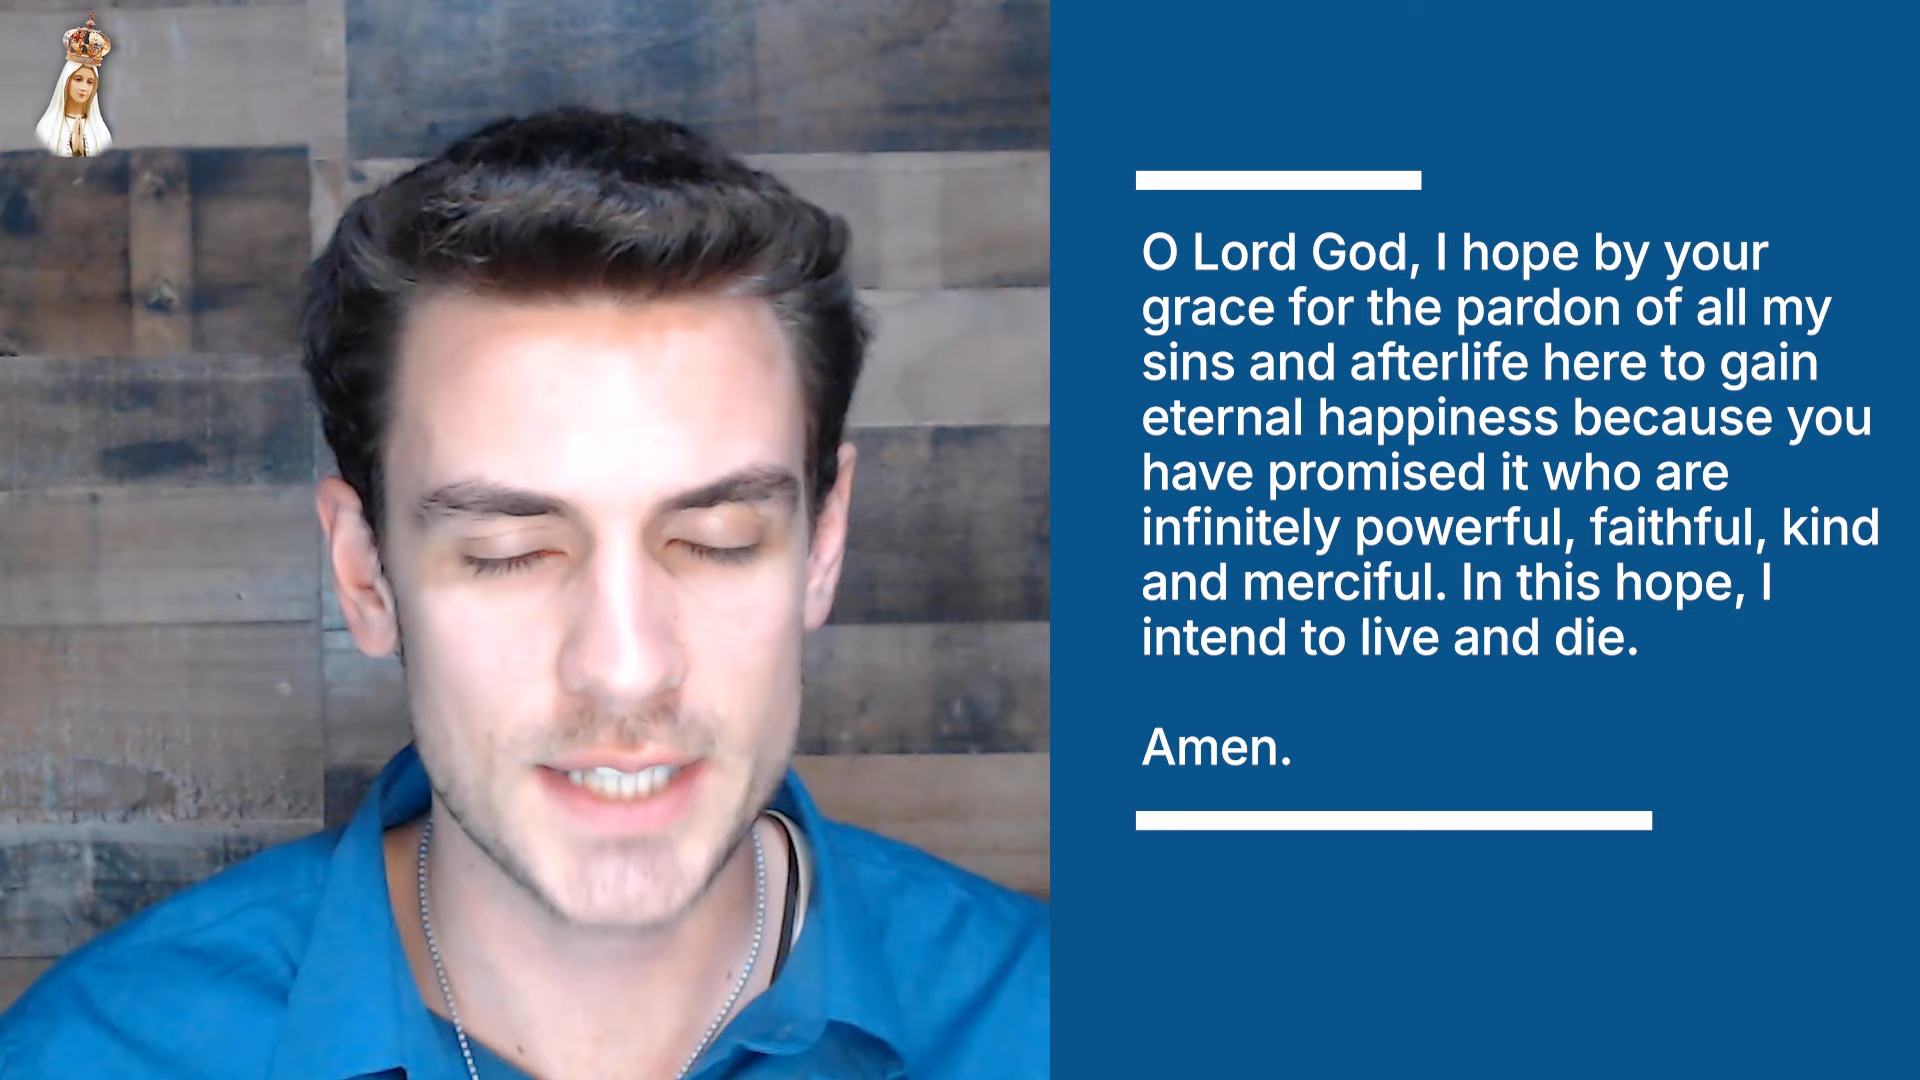 O Lord God, I hope by your
grace for the pardon of all my
sins and afterlife here to gain
eternal happiness because you
have promised it who are
infinitely powerful, faithful, kind
and merciful. In this hope, I
intend to live and die.
Amen.